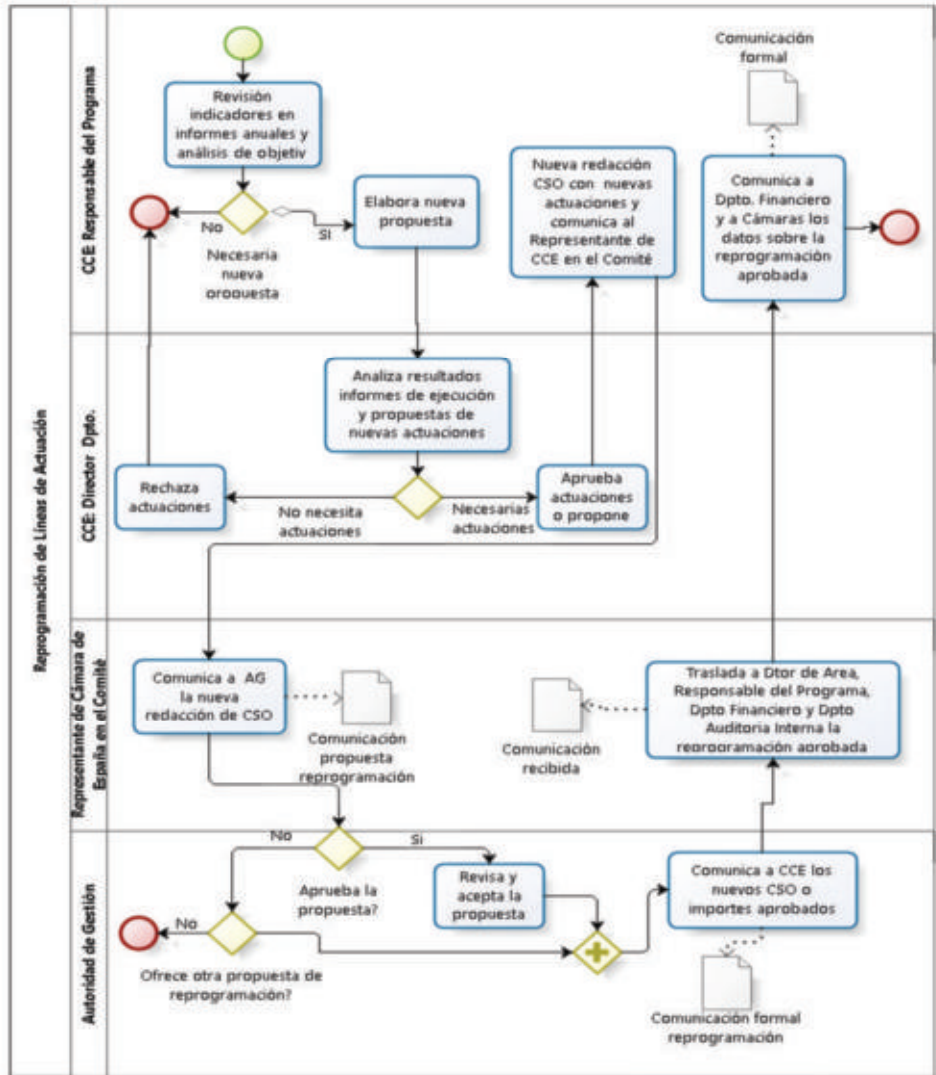 Reprogramación de Líneas de Actuación
CCE: Responsable del Programa
Revisión
indicadores en
informes anuales y
análisis de objetiv
No
Si
Necesaria
nueva
propuesta
Elabora nueva
propuesta
Nueva redacción
CSO con nuevas
actuaciones y
comunica al
Representante de
CCE en el Comité
Comunicación
formal
Comunica a
Dpto. Financiero
y a Cámaras los
datos sobre la
reprogramación
aprobada
CCE: Director Dpto.
Analiza resultados
informes de ejecución
y propuestas de
nuevas actuaciones
Rechaza
actuaciones
No necesita
actuaciones
Necesarias
actuaciones
Aprueba
actuaciones
o propone
Representante de Cámara de
España en el Comité
Comunica a AG
la nueva
redacción de CSO
Comunicación
propuesta
reprogramación
Comunicación
recibida
Traslada a Dtor de Area,
Responsable del Programa,
Dpto Financiero y Dpto
Auditoria Interna la
reprogramación aprobada
Autoridad de Gestión
No
Si
Aprueba la
propuesta?
Revisa y
acepta la
propuesta
Comunica a CCE los
nuevos CSO o
importes aprobados
No
Ofrece otra propuesta de
reprogramación?
Comunicación formal
reprogramación